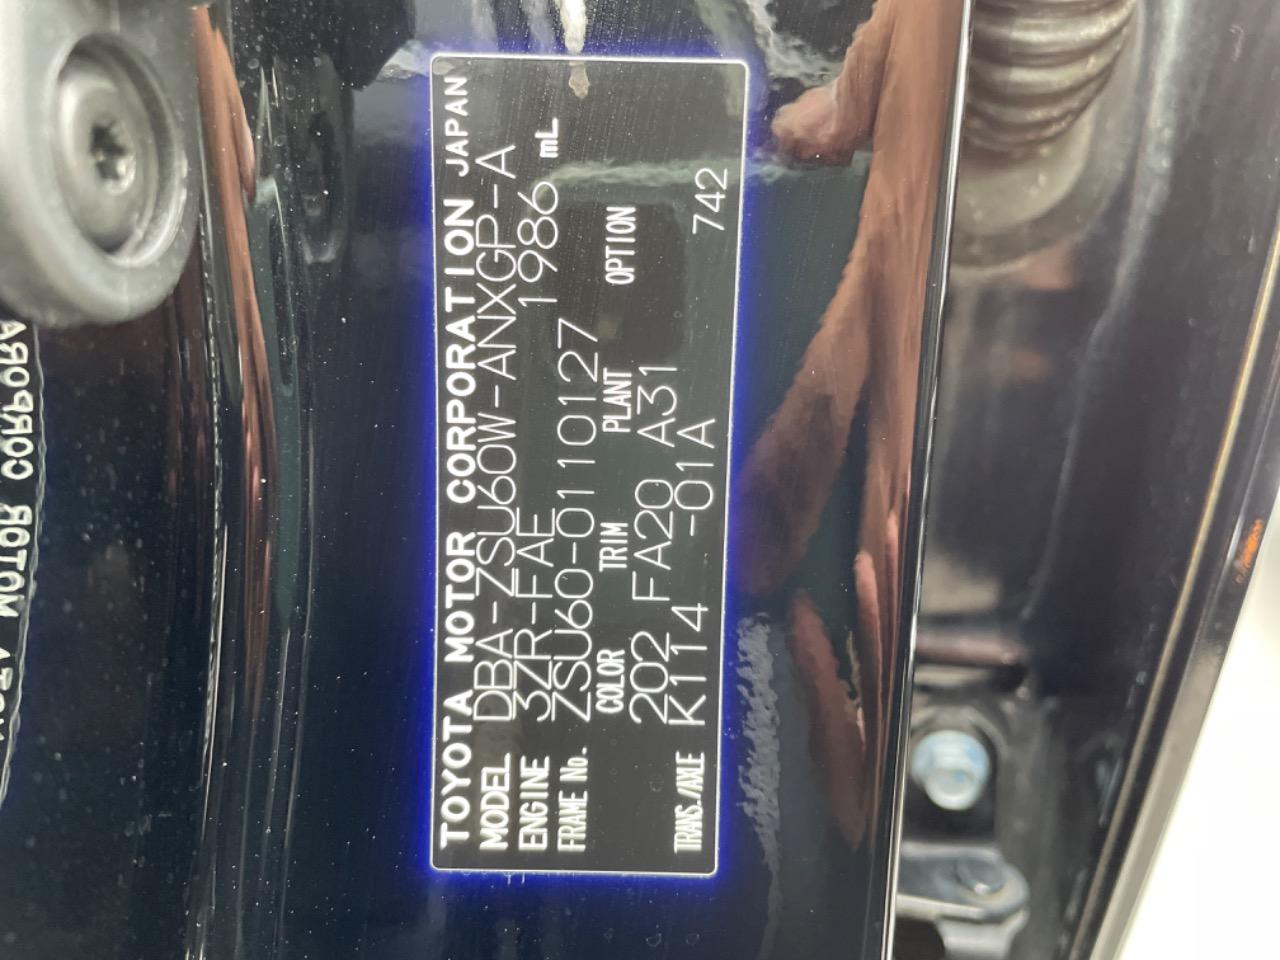 TOYOTA MOTOR CORPORATION JAPAN
MODEL DBA-ZSU60W-ANXGP-A
ENGINE 3ZR-FAE 1986 mL
FRAME No. ZSU60-0110127
COLOR TRIM PLANT OPTION
202 FA20 A31
TRANS./AXLE K114 -01A 742